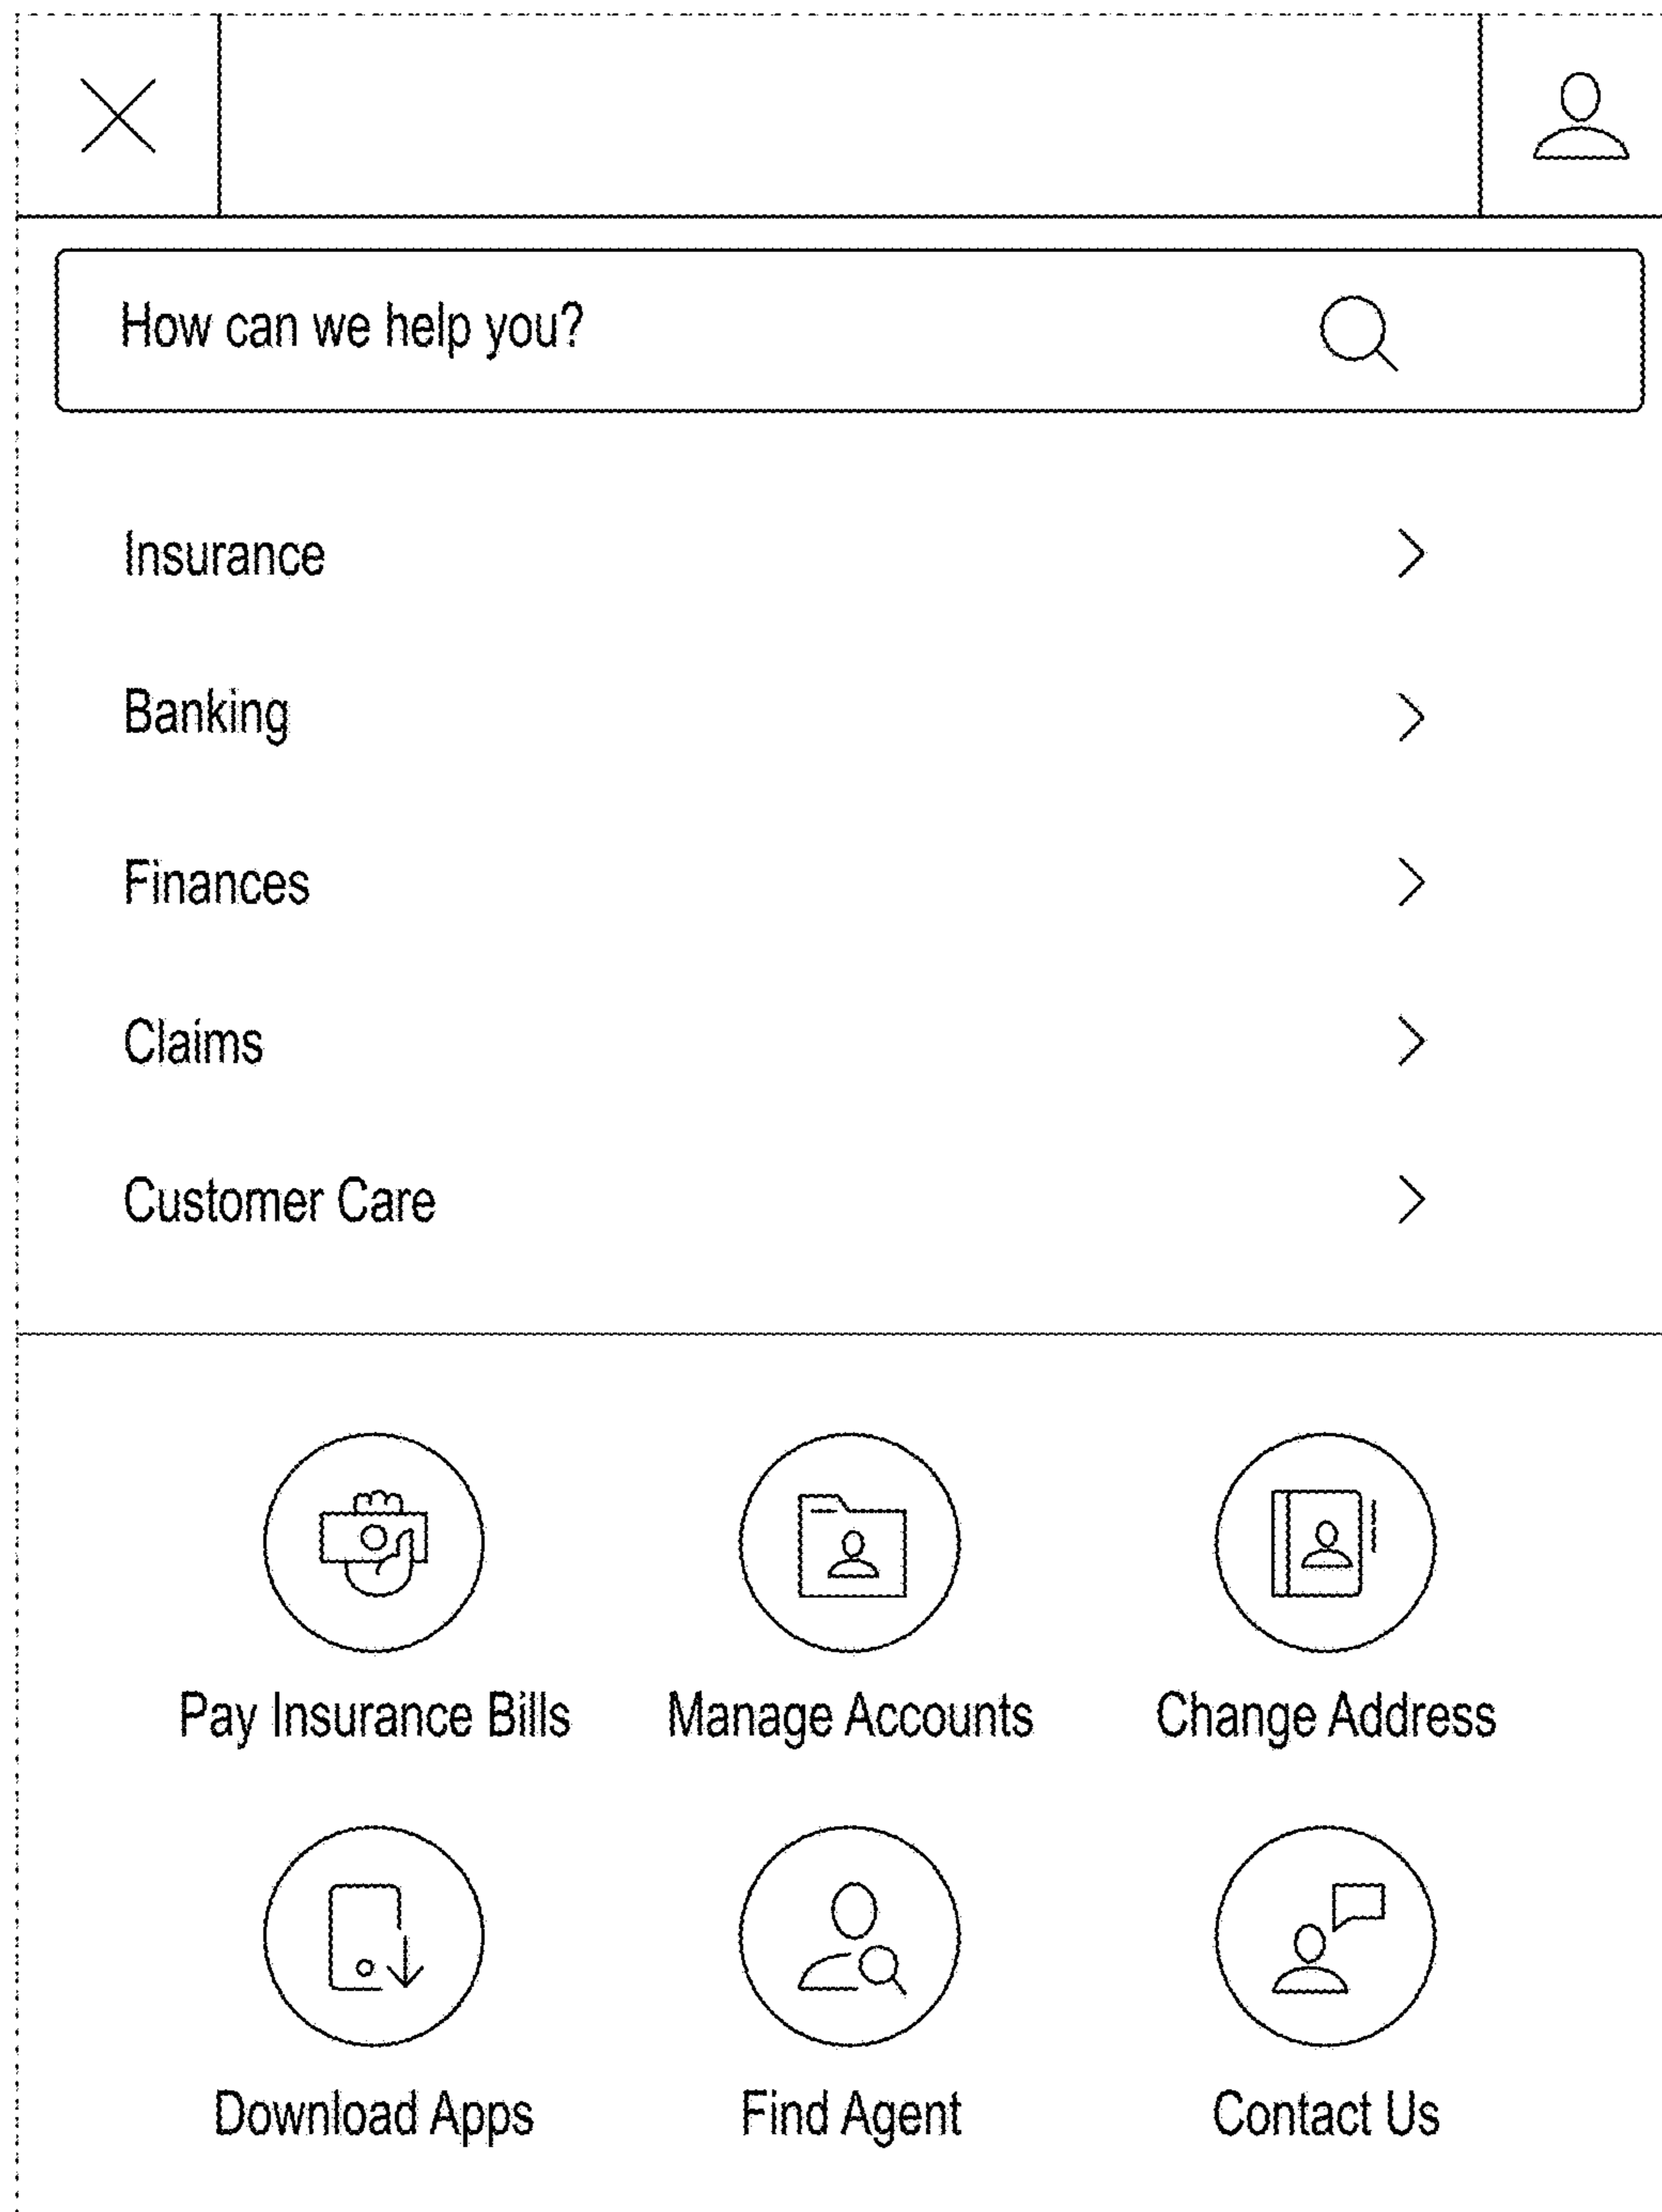 How can we help you?
Insurance
Banking
Finances
Claims
Customer Care
Pay Insurance Bills
Manage Accounts
Change Address
Download Apps
Find Agent
Contact Us